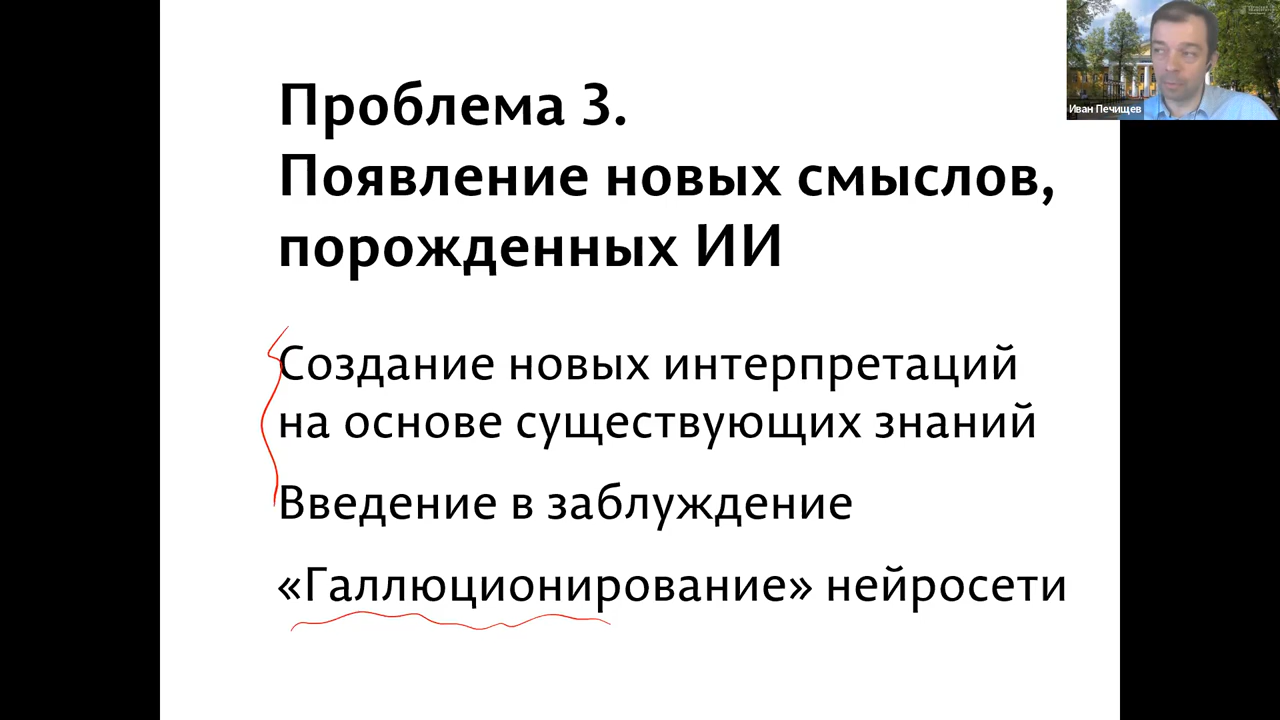 Проблема 3.
Появление новых смыслов,
порожденных ИИ
Создание новых интерпретаций
на основе существующих знаний
Введение в заблуждение
«Галлюционирование» нейросети
Иван Печищев